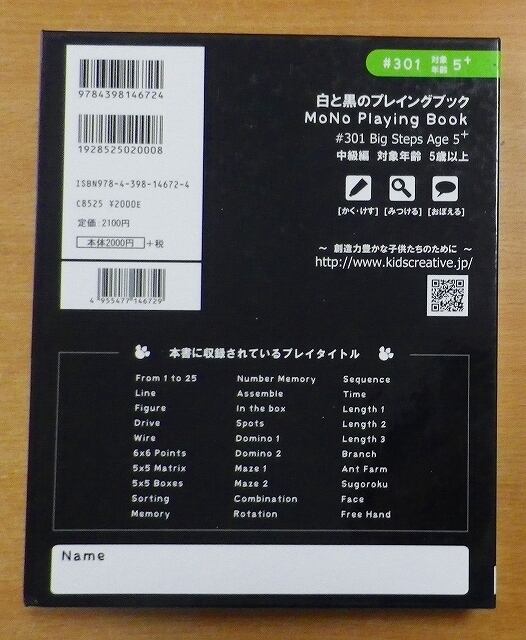 9784398146724
1928525020008
ISBN978-4-398-14672-4
C8525 ¥2000E
定価：2100円
本体2000円 +税
4 955477 146729
#301 対象年齢 5+
白と黒のプレイングブック
MoNo Playing Book
#301 Big Steps Age 5+
中級編 対象年齢 5歳以上
[かく・けす] [みつける] [おぼえる]
～ 創造力豊かな子供たちのために ～
http://www.kidscreative.jp/
本書に収録されているプレイタイトル
From 1 to 25
Line
Figure
Drive
Wire
6x6 Points
5x5 Matrix
5x5 Boxes
Sorting
Memory
Number Memory
Assemble
In the box
Spots
Domino 1
Domino 2
Maze 1
Maze 2
Combination
Rotation
Sequence
Time
Length 1
Length 2
Length 3
Branch
Ant Farm
Sugoroku
Face
Free Hand
Name